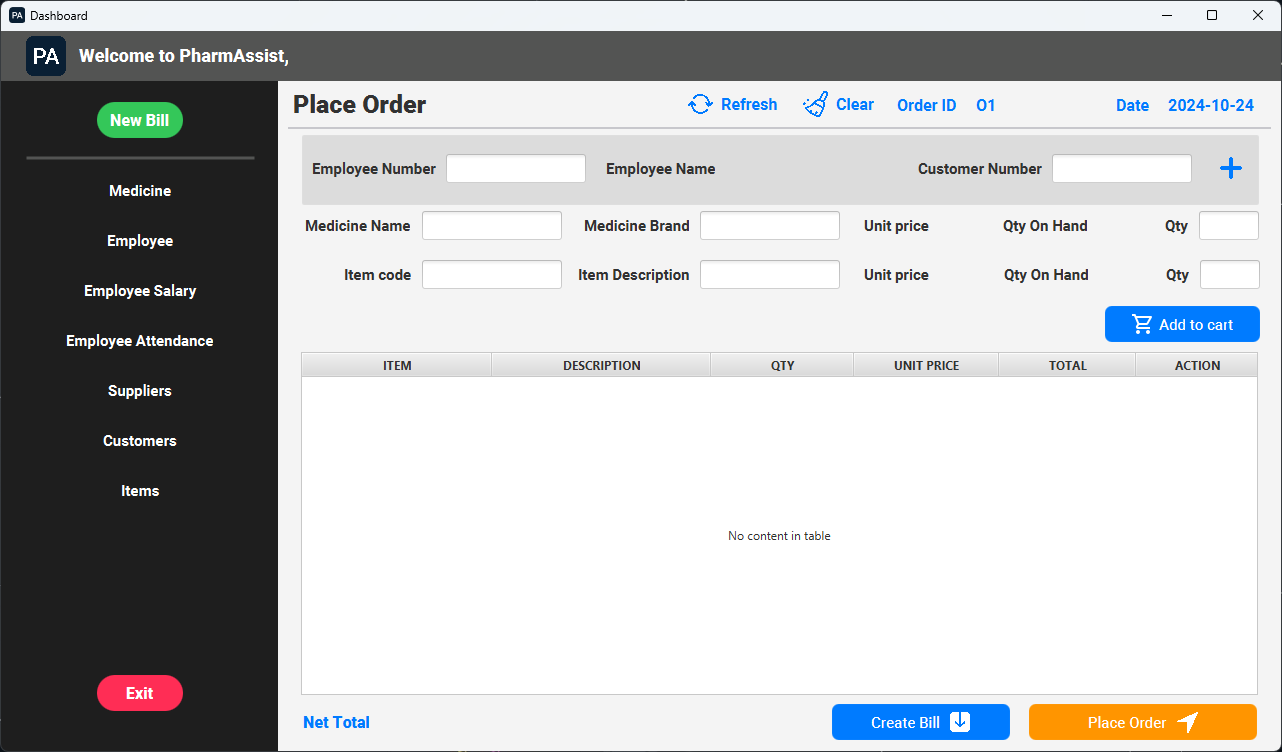 PA Dashboard
PA Welcome to PharmAssist,
New Bill
Medicine
Employee
Employee Salary
Employee Attendance
Suppliers
Customers
Items
Exit
Place Order Refresh Clear Order ID O1 Date 2024-10-24
Employee Number Employee Name Customer Number
Medicine Name Medicine Brand Unit price Qty On Hand Qty
Item code Item Description Unit price Qty On Hand Qty
Add to cart
ITEM DESCRIPTION QTY UNIT PRICE TOTAL ACTION
No content in table
Net Total Create Bill Place Order